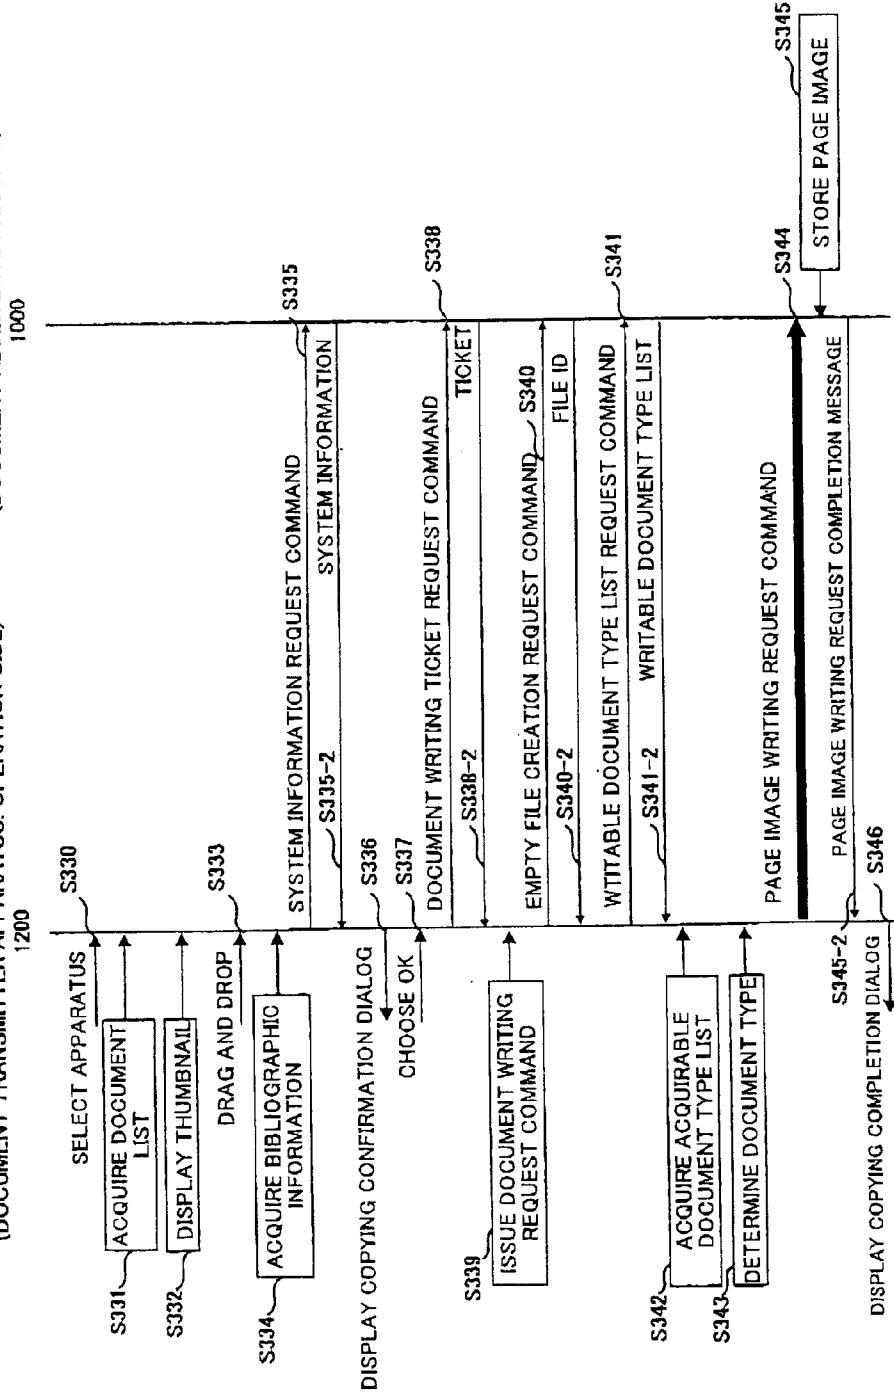 1200
1000
SELECT APPARATUS
S330
ACQUIRE DOCUMENT
LIST
S331
DISPLAY THUMBNAIL
S332
DRAG AND DROP
S333
ACQUIRE BIBLIOGRAPHIC
INFORMATION
S334
SYSTEM INFORMATION REQUEST COMMAND
S335
SYSTEM INFORMATION
S335-2
DISPLAY COPYING CONFIRMATION DIALOG
S336
CHOOSE OK
S337
DOCUMENT WRITING TICKET REQUEST COMMAND
S338
TICKET
S338-2
ISSUE DOCUMENT WRITING
REQUEST COMMAND
S339
EMPTY FILE CREATION REQUEST COMMAND
S340
FILE ID
S340-2
WTITABLE DOCUMENT TYPE LIST REQUEST COMMAND
S341
WRITABLE DOCUMENT TYPE LIST
S341-2
ACQUIRE ACQUIRABLE
DOCUMENT TYPE LIST
S342
DETERMINE DOCUMENT TYPE
S343
PAGE IMAGE WRITING REQUEST COMMAND
S344
STORE PAGE IMAGE
S345
PAGE IMAGE WRITING REQUEST COMPLETION MESSAGE
S345-2
DISPLAY COPYING COMPLETION DIALOG
S346